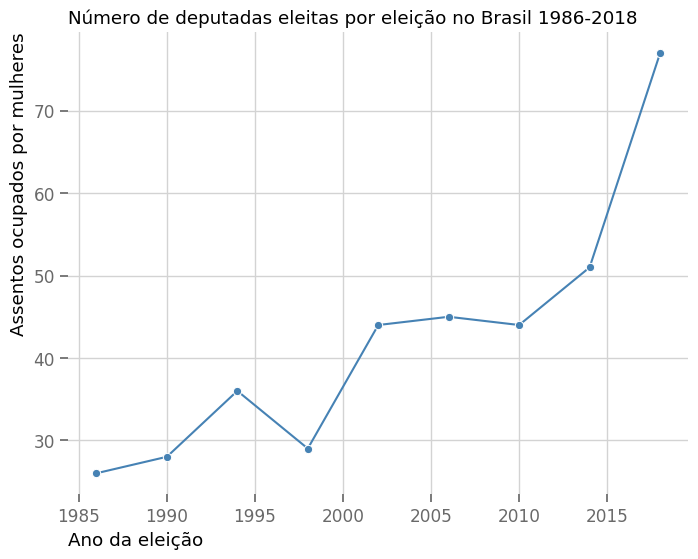 Número de deputadas eleitas por eleição no Brasil 1986-2018
Assentos ocupados por mulheres
70
60
50
40
30
1985 1990 1995 2000 2005 2010 2015
Ano da eleição